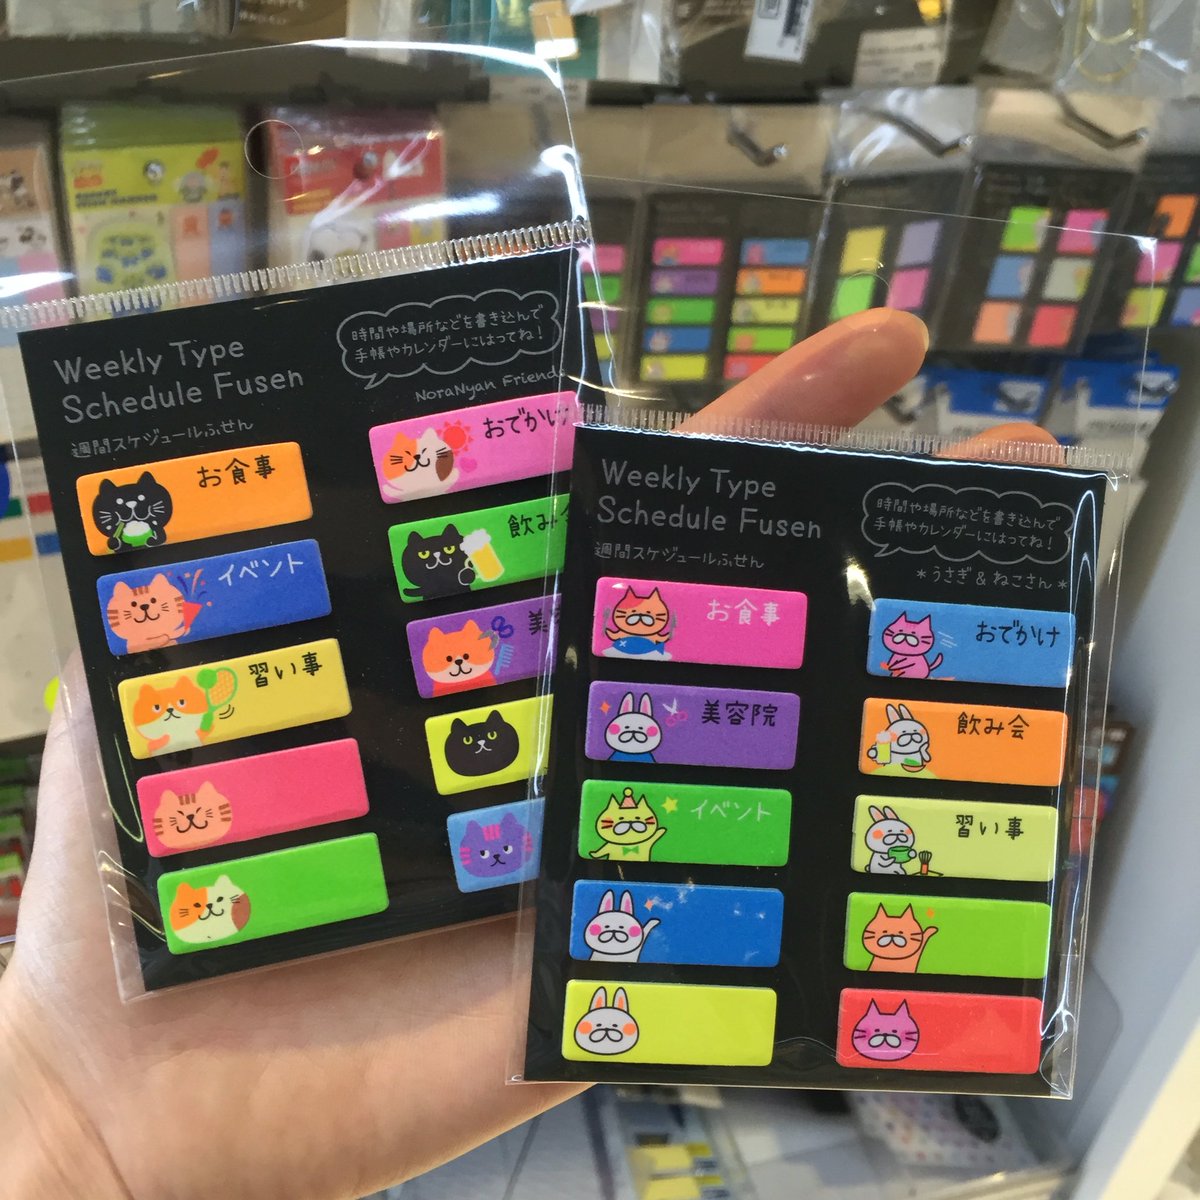 Weekly Type
Schedule Fusen
週間スケジュールふせん
時間や場所などを書き込んで
手帳やカレンダーにはってね!
NoraNyan Friends
お食事
おでかけ
イベント
飲み会
習い事
美
Weekly Type
Schedule Fusen
週間スケジュールふせん
時間や場所などを書き込んで
手帳やカレンダーにはってね!
*うさぎ & ねこさん*
お食事
おでかけ
美容院
飲み会
イベント
習い事